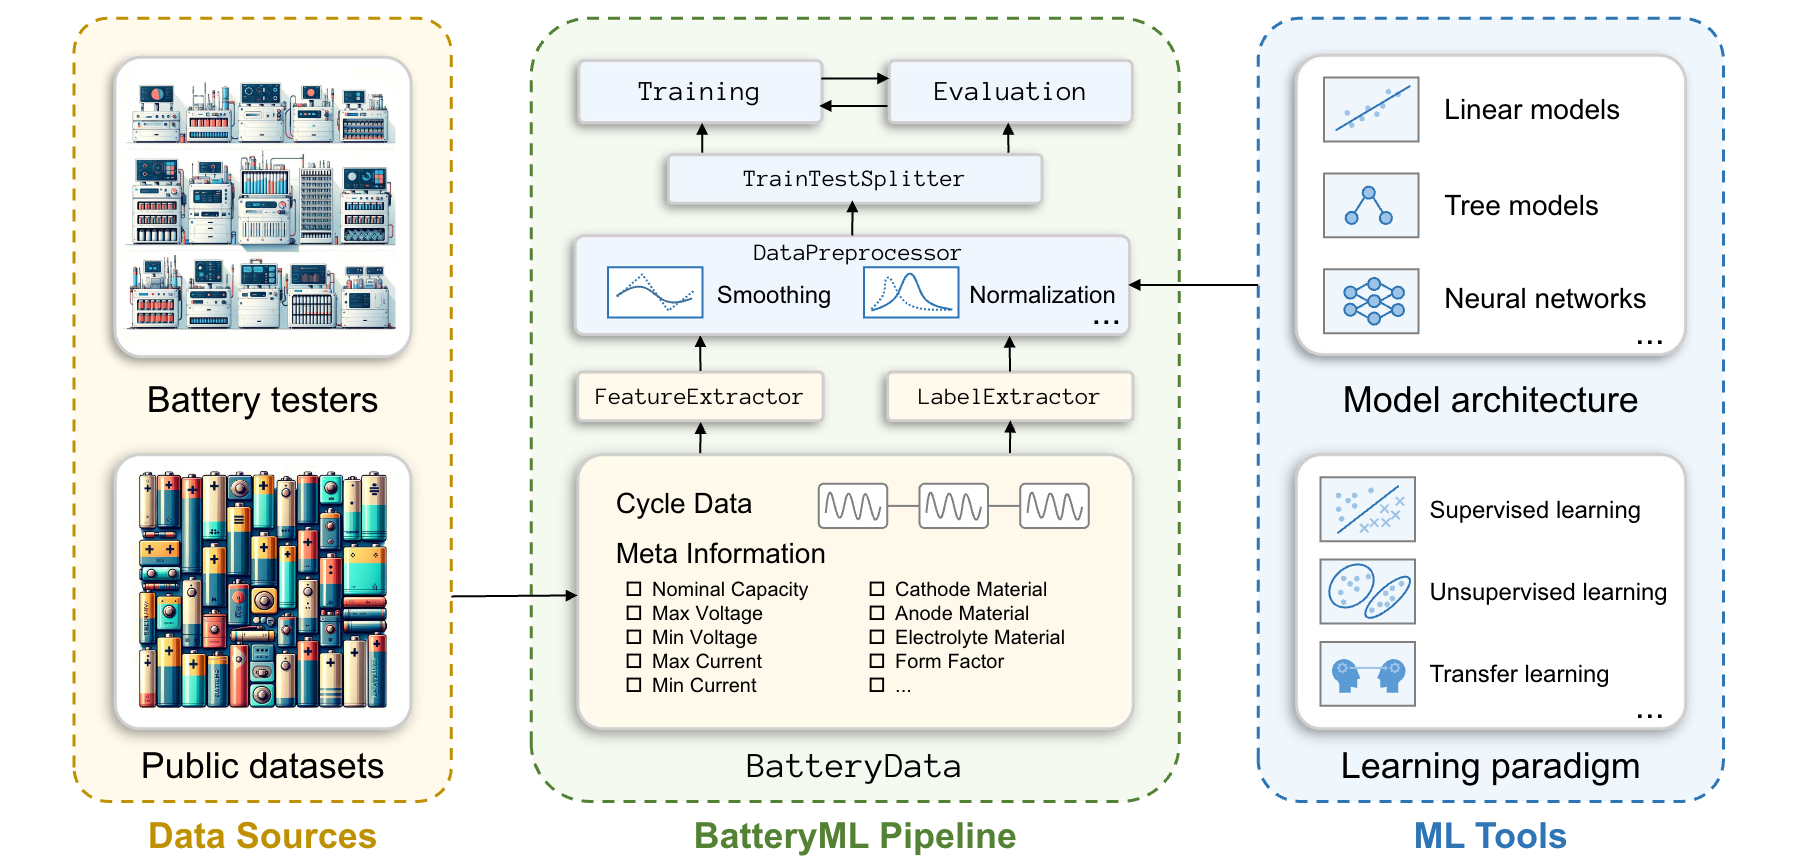 Battery testers
Public datasets
Data Sources
Training
Evaluation
TrainTestSplitter
DataPreprocessor
Smoothing
Normalization
...
FeatureExtractor
LabelExtractor
Cycle Data
Meta Information
Nominal Capacity
Max Voltage
Min Voltage
Max Current
Min Current
Cathode Material
Anode Material
Electrolyte Material
Form Factor
...
BatteryData
BatteryML Pipeline
Linear models
Tree models
Neural networks
...
Model architecture
Supervised learning
Unsupervised learning
Transfer learning
...
Learning paradigm
ML Tools